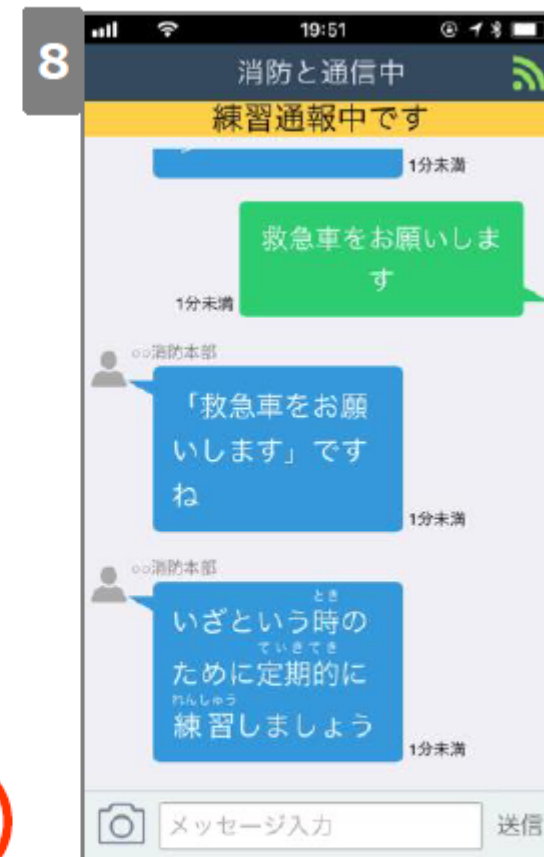 8
19:51
消防と通信中
練習通報中です
1分未満
救急車をお願いしま
す
1分未満
○○消防本部
「救急車をお願
いします」です
ね
1分未満
○○消防本部
いざという時の
とき
ために定期的に
ていきてき
練習しましょう
れんしゅう
1分未満
メッセージ入力
送信